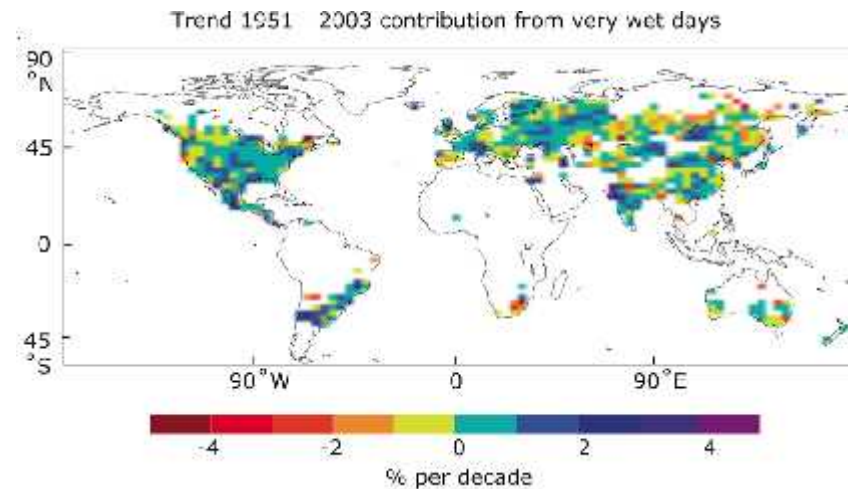 Trend 1951 2003 contribution from very wet days
90
°N
45
0
45
°S
90°W 0 90°E
-4 -2 0 2 4
% per decade